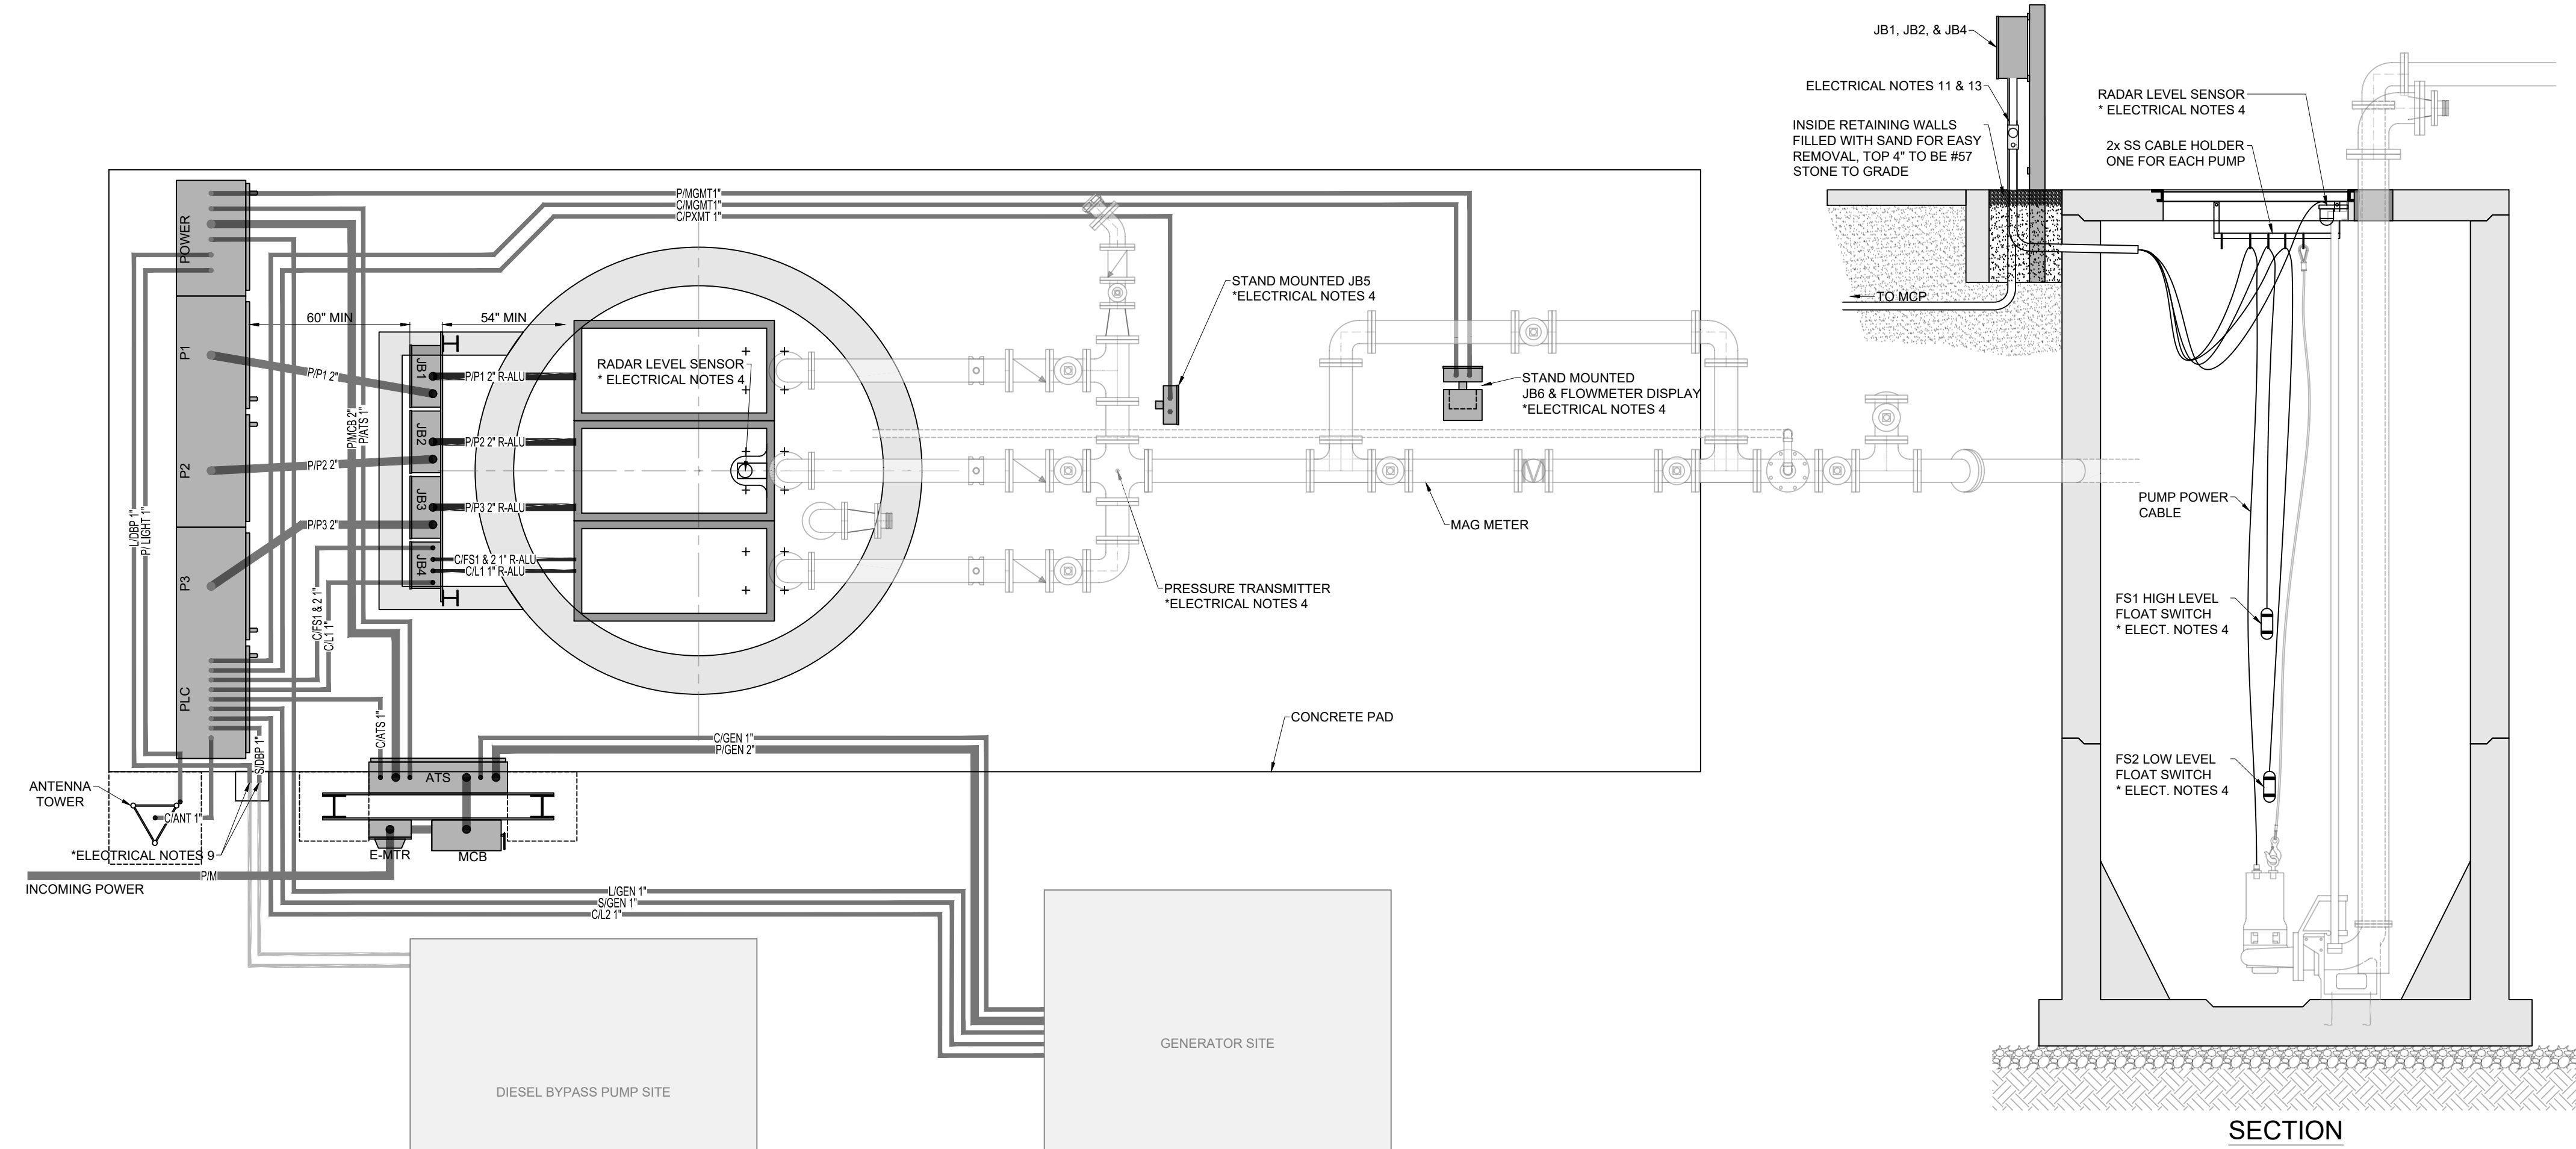 JB1, JB2, & JB4
ELECTRICAL NOTES 11 & 13
INSIDE RETAINING WALLS
FILLED WITH SAND FOR EASY
REMOVAL, TOP 4" TO BE #57
STONE TO GRADE
RADAR LEVEL SENSOR
* ELECTRICAL NOTES 4
2x SS CABLE HOLDER
ONE FOR EACH PUMP
TO MCP
PUMP POWER
CABLE
FS1 HIGH LEVEL
FLOAT SWITCH
* ELECT. NOTES 4
FS2 LOW LEVEL
FLOAT SWITCH
* ELECT. NOTES 4
SECTION
P/MGMT1"
C/MGMT1"
C/PXMT 1"
POWER
P1
P2
P3
PLC
60" MIN
54" MIN
JB1
JB2
JB3
JB4
P/P1 2"
P/P2 2"
P/P3 2"
P/P1 2" R-ALU
P/P2 2" R-ALU
P/P3 2" R-ALU
C/FS1 & 2 1" R-ALU
C/L1 1" R-ALU
P/MCB 2"
P/ATS 1"
L/DBP 1"
P/ LIGHT 1"
C/FS1 & 2 1"
C/L1 1"
C/ATS 1"
S/DBP 1"
RADAR LEVEL SENSOR
* ELECTRICAL NOTES 4
STAND MOUNTED JB5
*ELECTRICAL NOTES 4
STAND MOUNTED
JB6 & FLOWMETER DISPLAY
*ELECTRICAL NOTES 4
MAG METER
PRESSURE TRANSMITTER
*ELECTRICAL NOTES 4
CONCRETE PAD
C/GEN 1"
P/GEN 2"
ATS
E-MTR
MCB
ANTENNA
TOWER
C/ANT 1"
*ELECTRICAL NOTES 9
P/M
INCOMING POWER
L/GEN 1"
S/GEN 1"
C/L2 1"
DIESEL BYPASS PUMP SITE
GENERATOR SITE